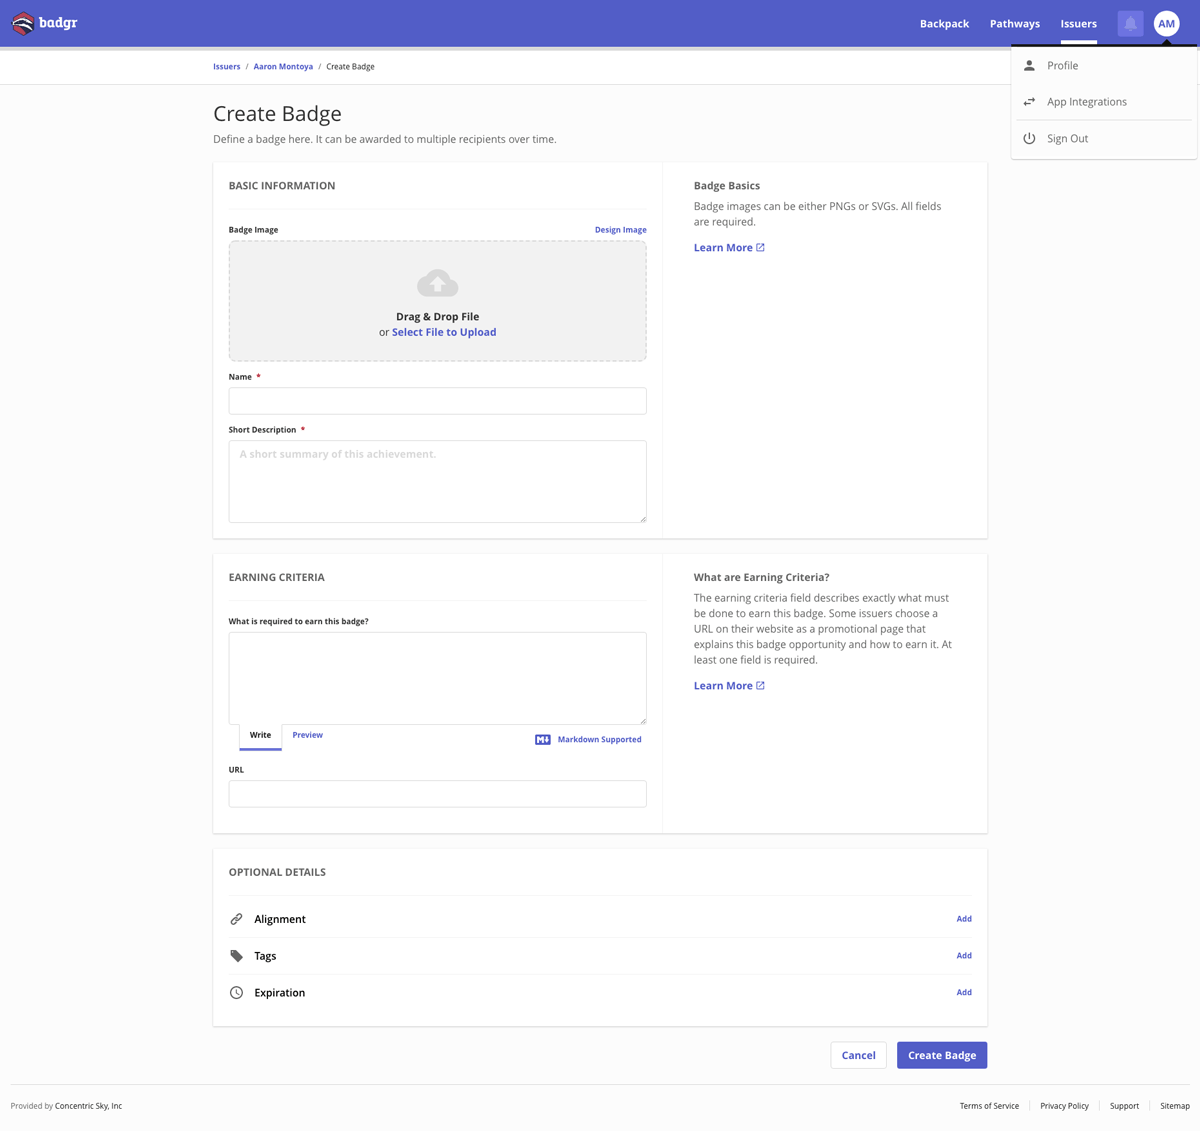 badgr
Backpack
Pathways
Issuers
AM
Profile
App Integrations
Sign Out
Issuers / Aaron Montoya / Create Badge
Create Badge
Define a badge here. It can be awarded to multiple recipients over time.
BASIC INFORMATION
Badge Image
Design Image
Drag & Drop File
or Select File to Upload
Name *
Short Description *
A short summary of this achievement.
Badge Basics
Badge images can be either PNGs or SVGs. All fields
are required.
Learn More
EARNING CRITERIA
What is required to earn this badge?
Write
Preview
M Markdown Supported
URL
What are Earning Criteria?
The earning criteria field describes exactly what must
be done to earn this badge. Some issuers choose a
URL on their website as a promotional page that
explains this badge opportunity and how to earn it. At
least one field is required.
Learn More
OPTIONAL DETAILS
Alignment
Add
Tags
Add
Expiration
Add
Cancel
Create Badge
Provided by Concentric Sky, Inc
Terms of Service
Privacy Policy
Support
Sitemap